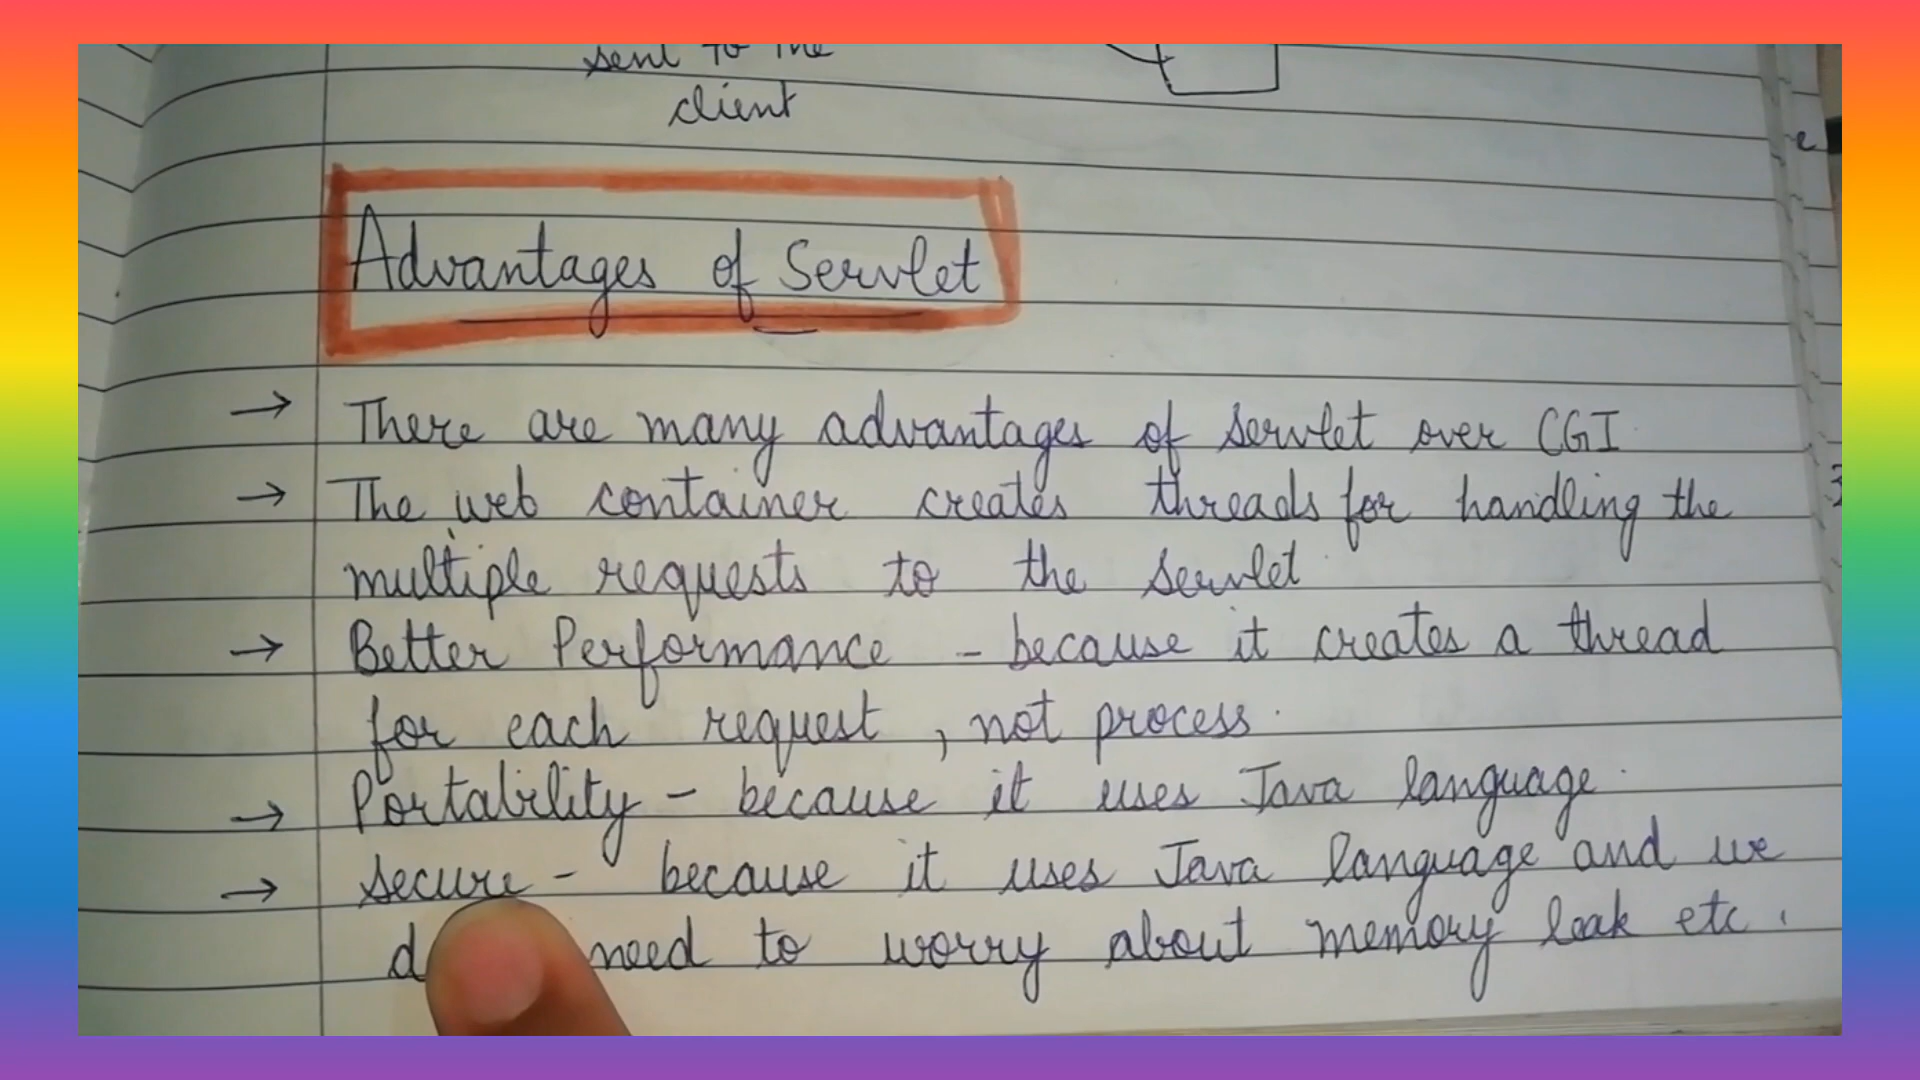 sent to the
client
Advantages of Servlet
→ There are many advantages of servlet over CGI
→ The web container creates threads for handling the
multiple requests to the servlet.
→ Better Performance - because it creates a thread
for each request, not process.
→ Portability - because it uses Java language.
→ secure - because it uses Java language and we
need to worry about memory leak etc.